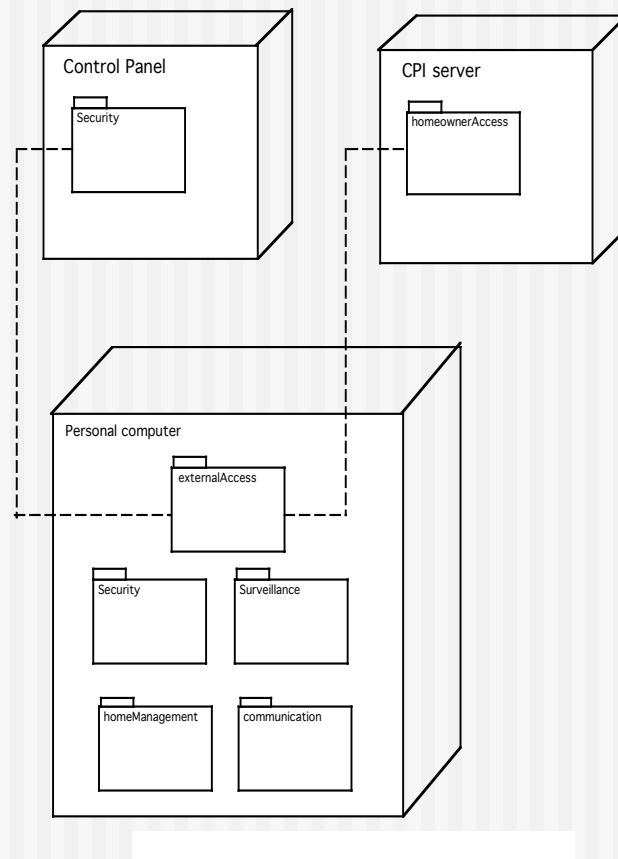 Control Panel
Security
CPI server
homeownerAccess
Personal computer
externalAccess
Security
Surveillance
homeManagement
communication